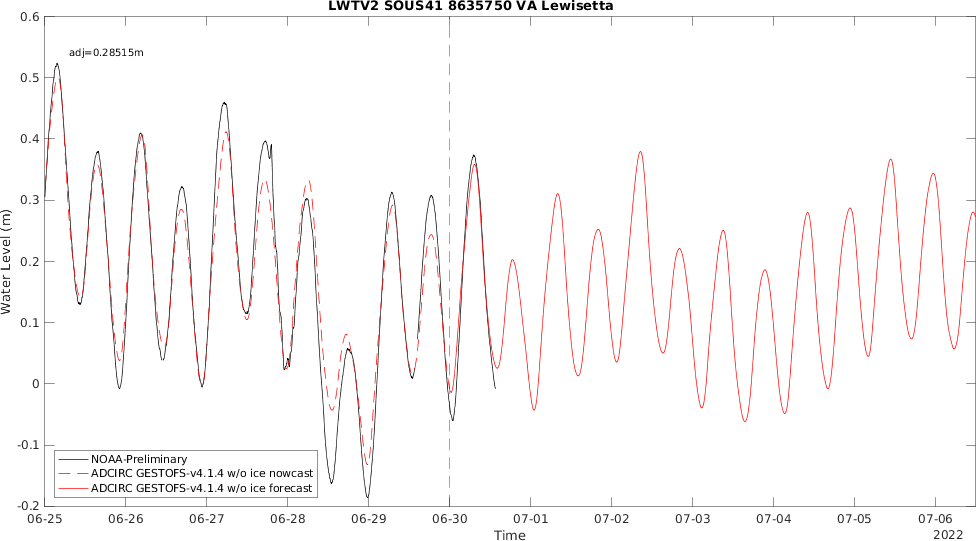 LWTV2 SOUS41 8635750 VA Lewisetta
adj=0.28515m
Water Level (m)
0.6
0.5
0.4
0.3
0.2
0.1
0
-0.1
-0.2
NOAA-Preliminary
ADCIRC GESTOFS-v4.1.4 w/o ice nowcast
ADCIRC GESTOFS-v4.1.4 w/o ice forecast
06-25 06-26 06-27 06-28 06-29 06-30 07-01 07-02 07-03 07-04 07-05 07-06
Time
2022